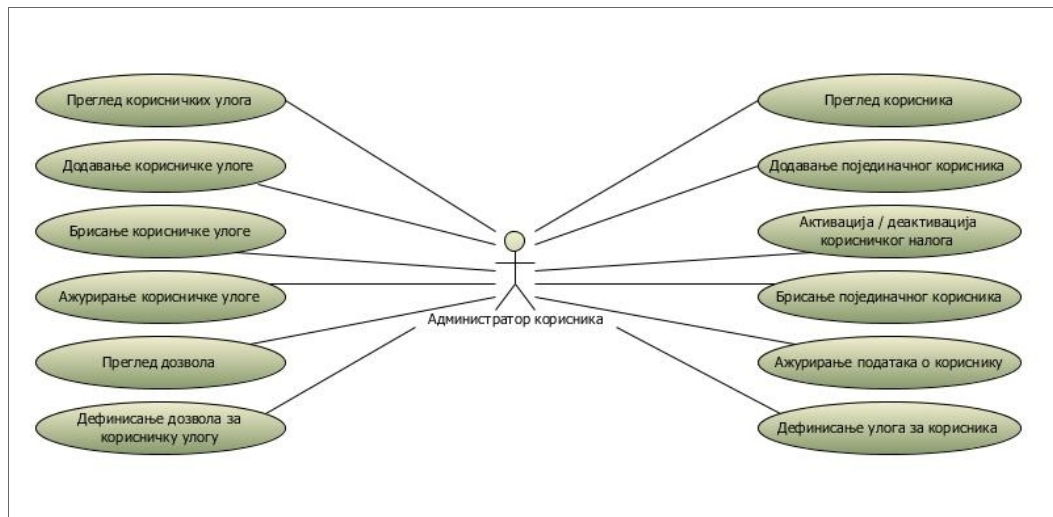 Преглед корисничких улога
Додавање корисничке улоге
Брисање корисничке улоге
Ажурирање корисничке улоге
Преглед дозвола
Дефинисање дозвола за
корисничку улогу
Администратор корисника
Преглед корисника
Додавање појединачног корисника
Активација / деактивација
корисничког налога
Брисање појединачног корисника
Ажурирање података о кориснику
Дефинисање улога за корисника